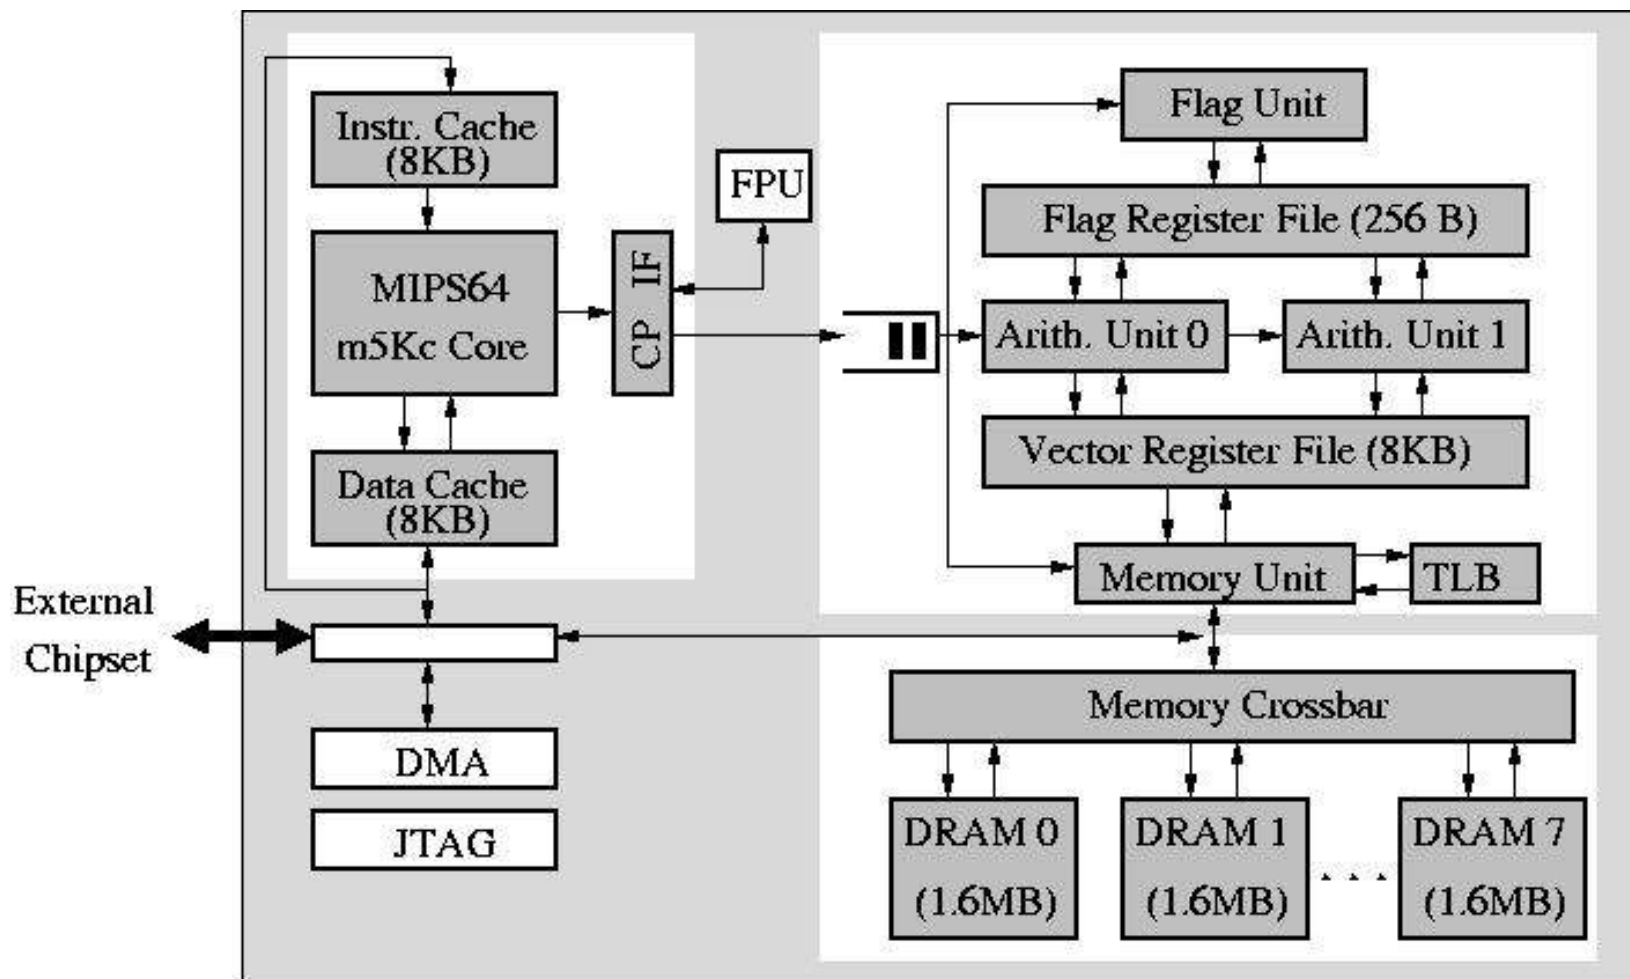 Instr. Cache
(8KB)
MIPS64
m5Kc Core
Data Cache
(8KB)
CP IF
FPU
Flag Unit
Flag Register File (256 B)
Arith. Unit 0
Arith. Unit 1
Vector Register File (8KB)
Memory Unit
TLB
External
Chipset
DMA
JTAG
Memory Crossbar
DRAM 0
(1.6MB)
DRAM 1
(1.6MB)
DRAM 7
(1.6MB)